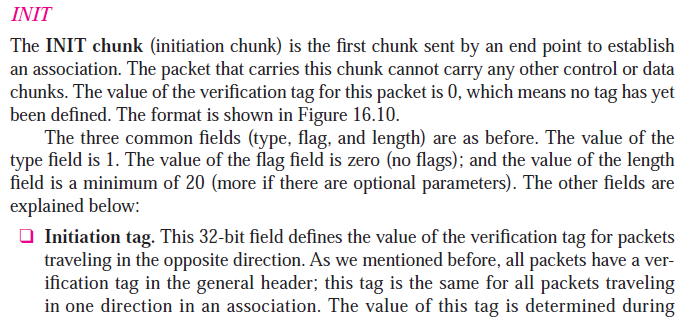 INIT
The INIT chunk (initiation chunk) is the first chunk sent by an end point to establish
an association. The packet that carries this chunk cannot carry any other control or data
chunks. The value of the verification tag for this packet is 0, which means no tag has yet
been defined. The format is shown in Figure 16.10.
The three common fields (type, flag, and length) are as before. The value of the
type field is 1. The value of the flag field is zero (no flags); and the value of the length
field is a minimum of 20 (more if there are optional parameters). The other fields are
explained below:
❑ Initiation tag. This 32-bit field defines the value of the verification tag for packets
traveling in the opposite direction. As we mentioned before, all packets have a ver-
ification tag in the general header; this tag is the same for all packets traveling
in one direction in an association. The value of this tag is determined during